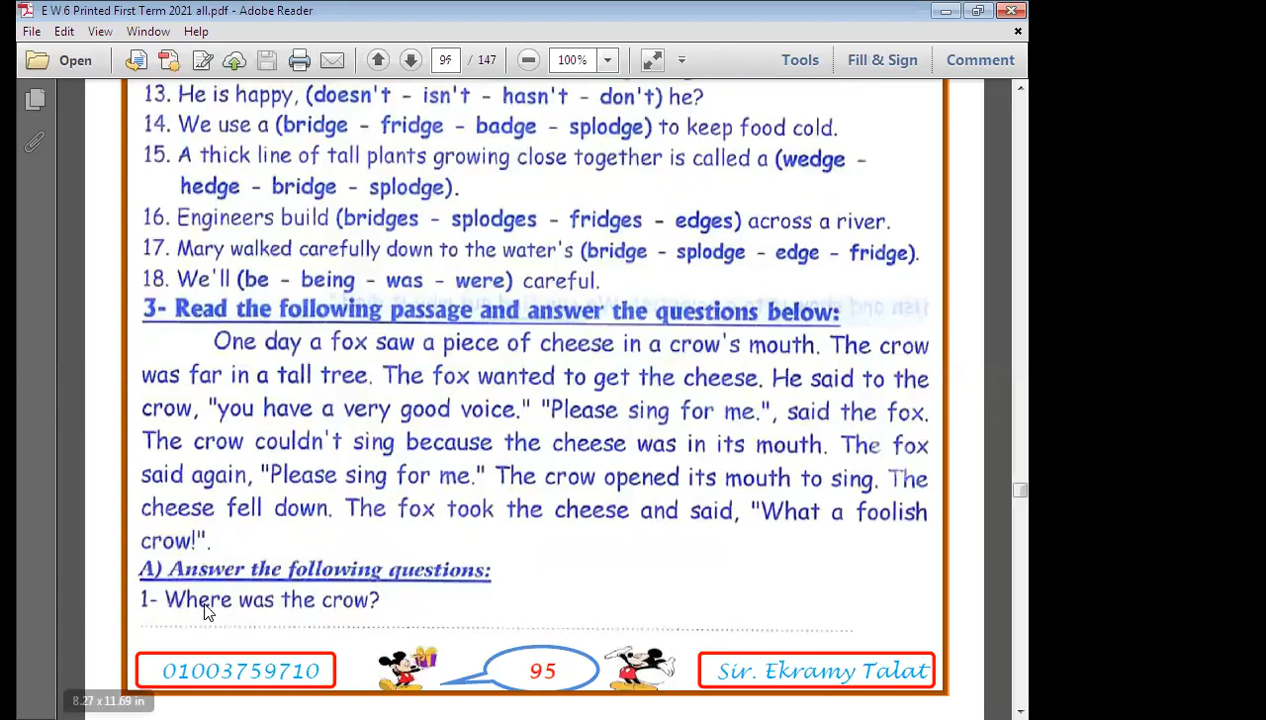 E W 6 Printed First Term 2021 all.pdf - Adobe Reader
File Edit View Window Help
Open / 147 100% Tools Fill & Sign Comment
13. He is happy, (doesn't - isn't - hasn't - don't) he?
14. We use a (bridge - fridge - badge - splodge) to keep food cold.
15. A thick line of tall plants growing close together is called a (wedge -
hedge - bridge - splodge).
16. Engineers build (bridges - splodges - fridges - edges) across a river.
17. Mary walked carefully down to the water's (bridge - splodge - edge - fridge).
18. We'll (be - being - was - were) careful.
3- Read the following passage and answer the questions below:
One day a fox saw a piece of cheese in a crow's mouth. The crow
was far in a tall tree. The fox wanted to get the cheese. He said to the
crow, "you have a very good voice." "Please sing for me.", said the fox.
The crow couldn't sing because the cheese was in its mouth. The fox
said again, "Please sing for me." The crow opened its mouth to sing. The
cheese fell down. The fox took the cheese and said, "What a foolish
crow!".
A) Answer the following questions:
1- Where was the crow?
01003759710 95 Sir. Ekramy Talat
8.27 x 11.69 in